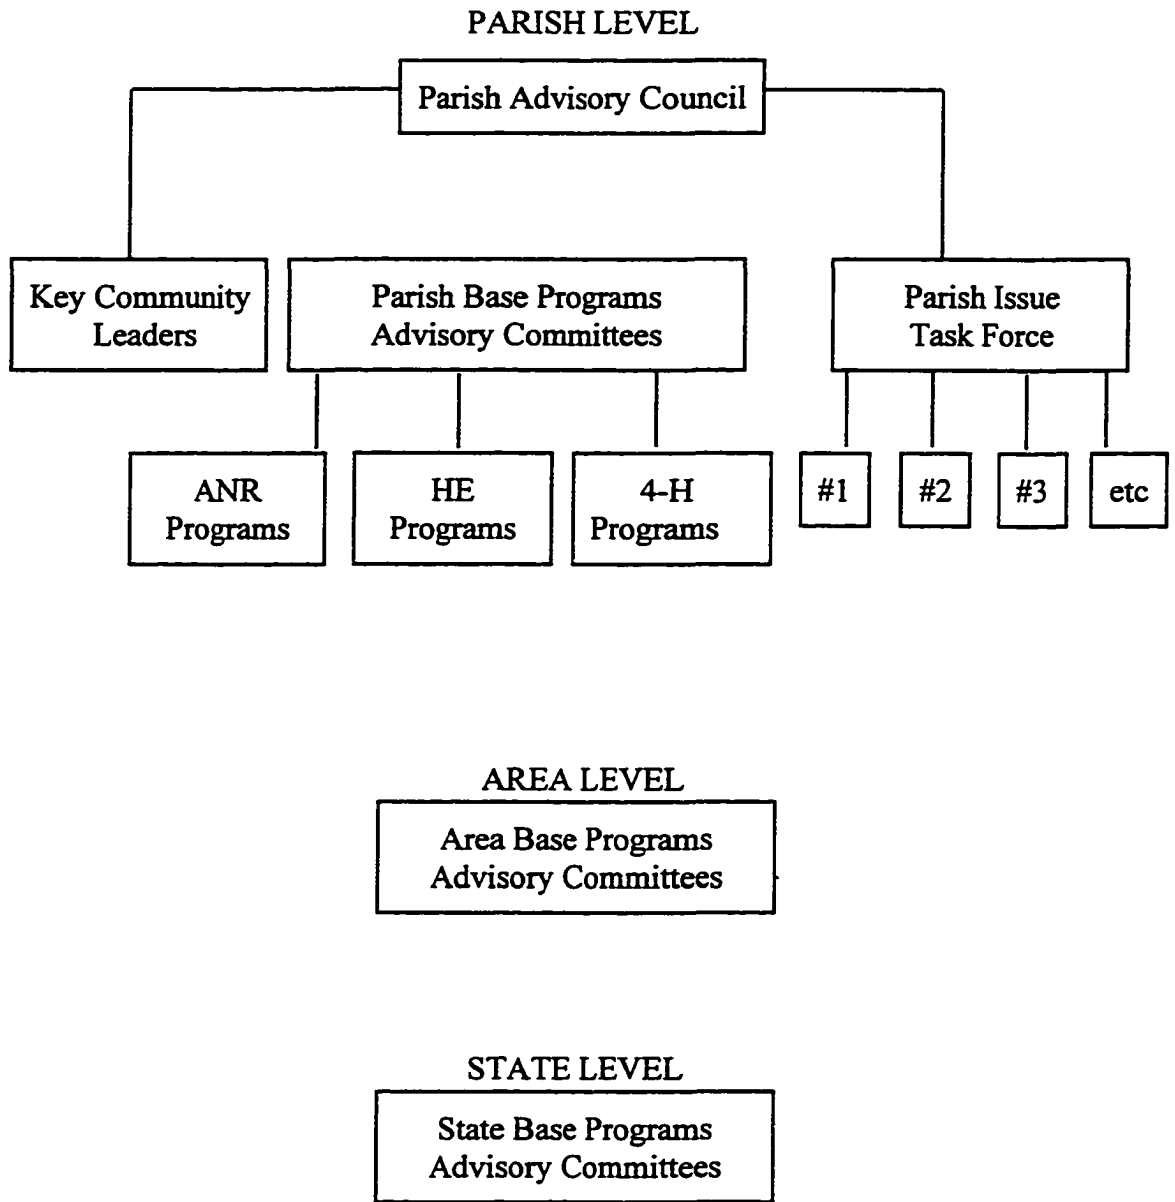 PARISH LEVEL
Parish Advisory Council
Key Community
Leaders
Parish Base Programs
Advisory Committees
Parish Issue
Task Force
ANR
Programs
HE
Programs
4-H
Programs
#1
#2
#3
etc
AREA LEVEL
Area Base Programs
Advisory Committees
STATE LEVEL
State Base Programs
Advisory Committees